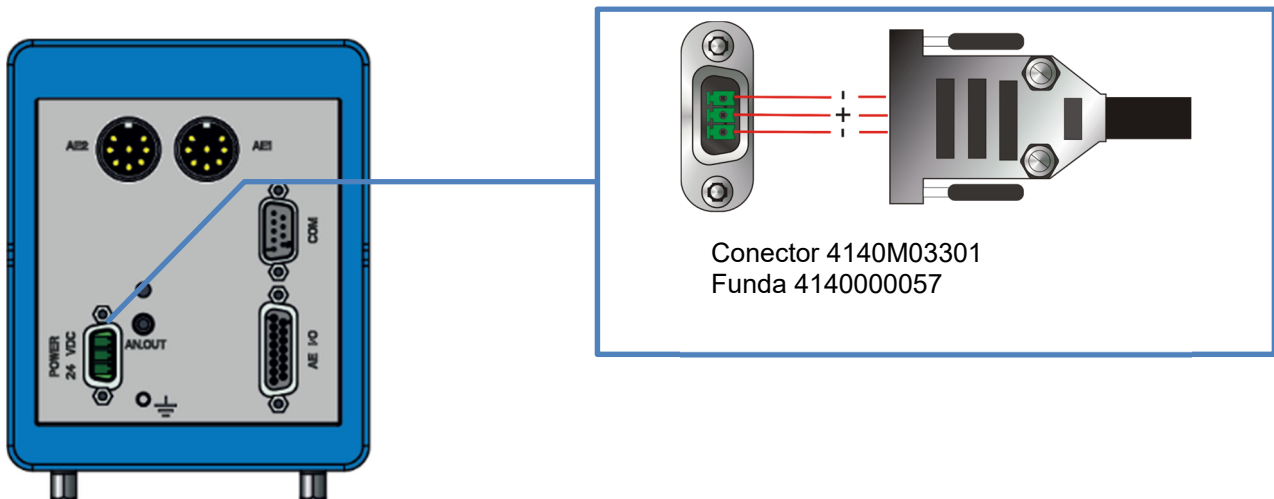 AE2
AE1
COM
POWER
24 VDC
AN.OUT
AE I/O
-
+
-
Conector 4140M03301
Funda 4140000057